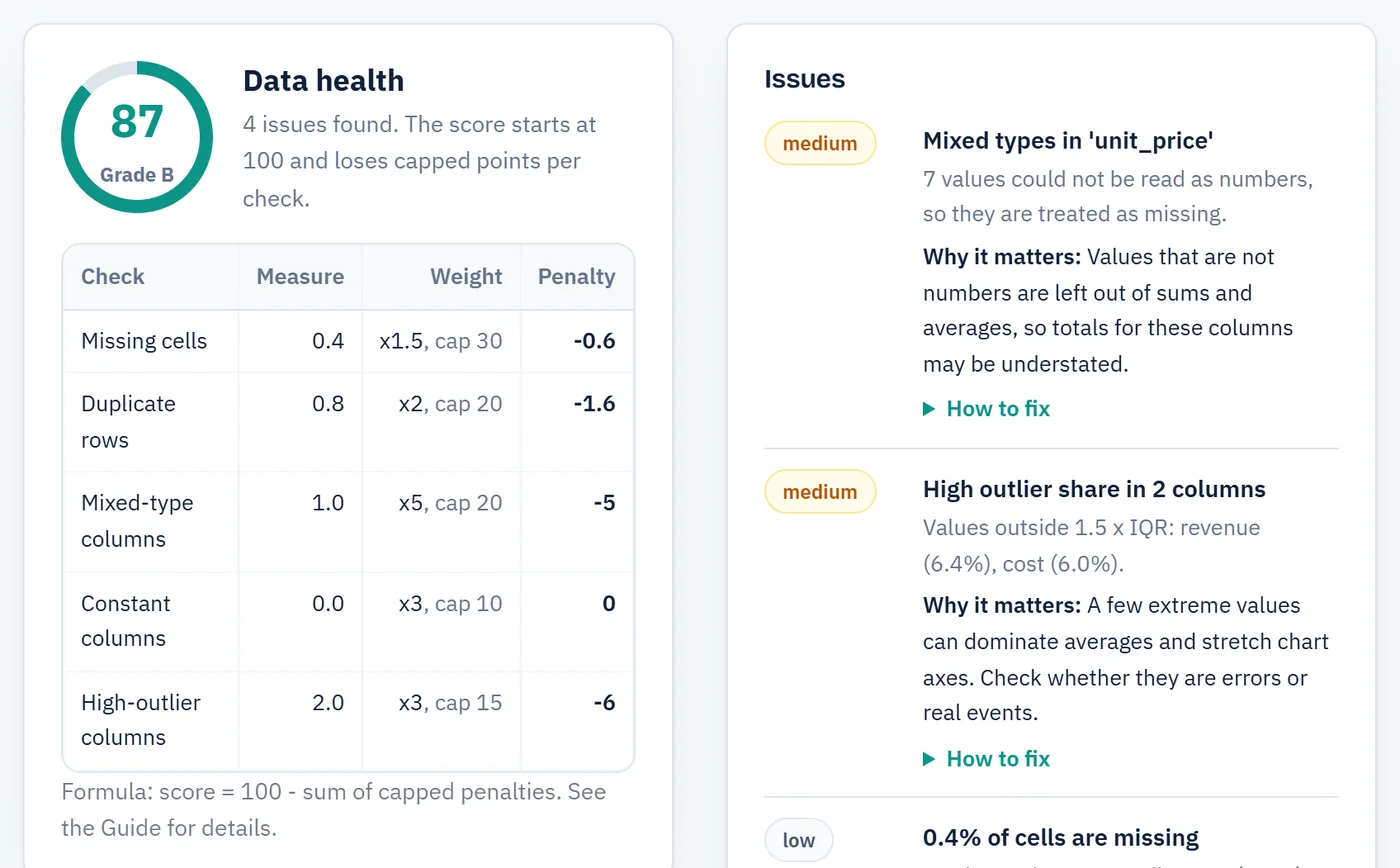 87
Grade B
Data health
4 issues found. The score starts at
100 and loses capped points per
check.
Check Measure Weight Penalty
Missing cells 0.4 x1.5, cap 30 -0.6
Duplicate
rows 0.8 x2, cap 20 -1.6
Mixed-type
columns 1.0 x5, cap 20 -5
Constant
columns 0.0 x3, cap 10 0
High-outlier
columns 2.0 x3, cap 15 -6
Formula: score = 100 - sum of capped penalties. See
the Guide for details.
Issues
medium
Mixed types in 'unit_price'
7 values could not be read as numbers,
so they are treated as missing.
Why it matters: Values that are not
numbers are left out of sums and
averages, so totals for these columns
may be understated.
How to fix
medium
High outlier share in 2 columns
Values outside 1.5 x IQR: revenue
(6.4%), cost (6.0%).
Why it matters: A few extreme values
can dominate averages and stretch chart
axes. Check whether they are errors or
real events.
How to fix
low
0.4% of cells are missing